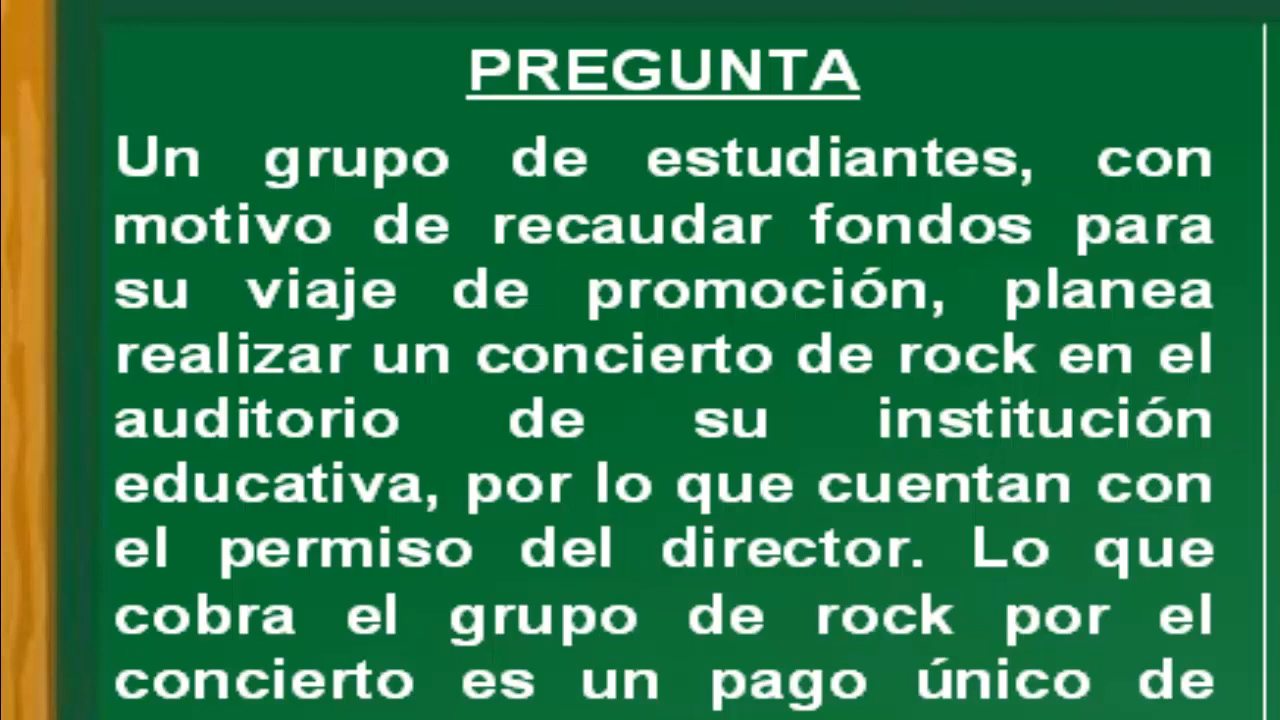 PREGUNTA
Un grupo de estudiantes, con
motivo de recaudar fondos para
su viaje de promoción, planea
realizar un concierto de rock en el
auditorio de su institución
educativa, por lo que cuentan con
el permiso del director. Lo que
cobra el grupo de rock por el
concierto es un pago único de